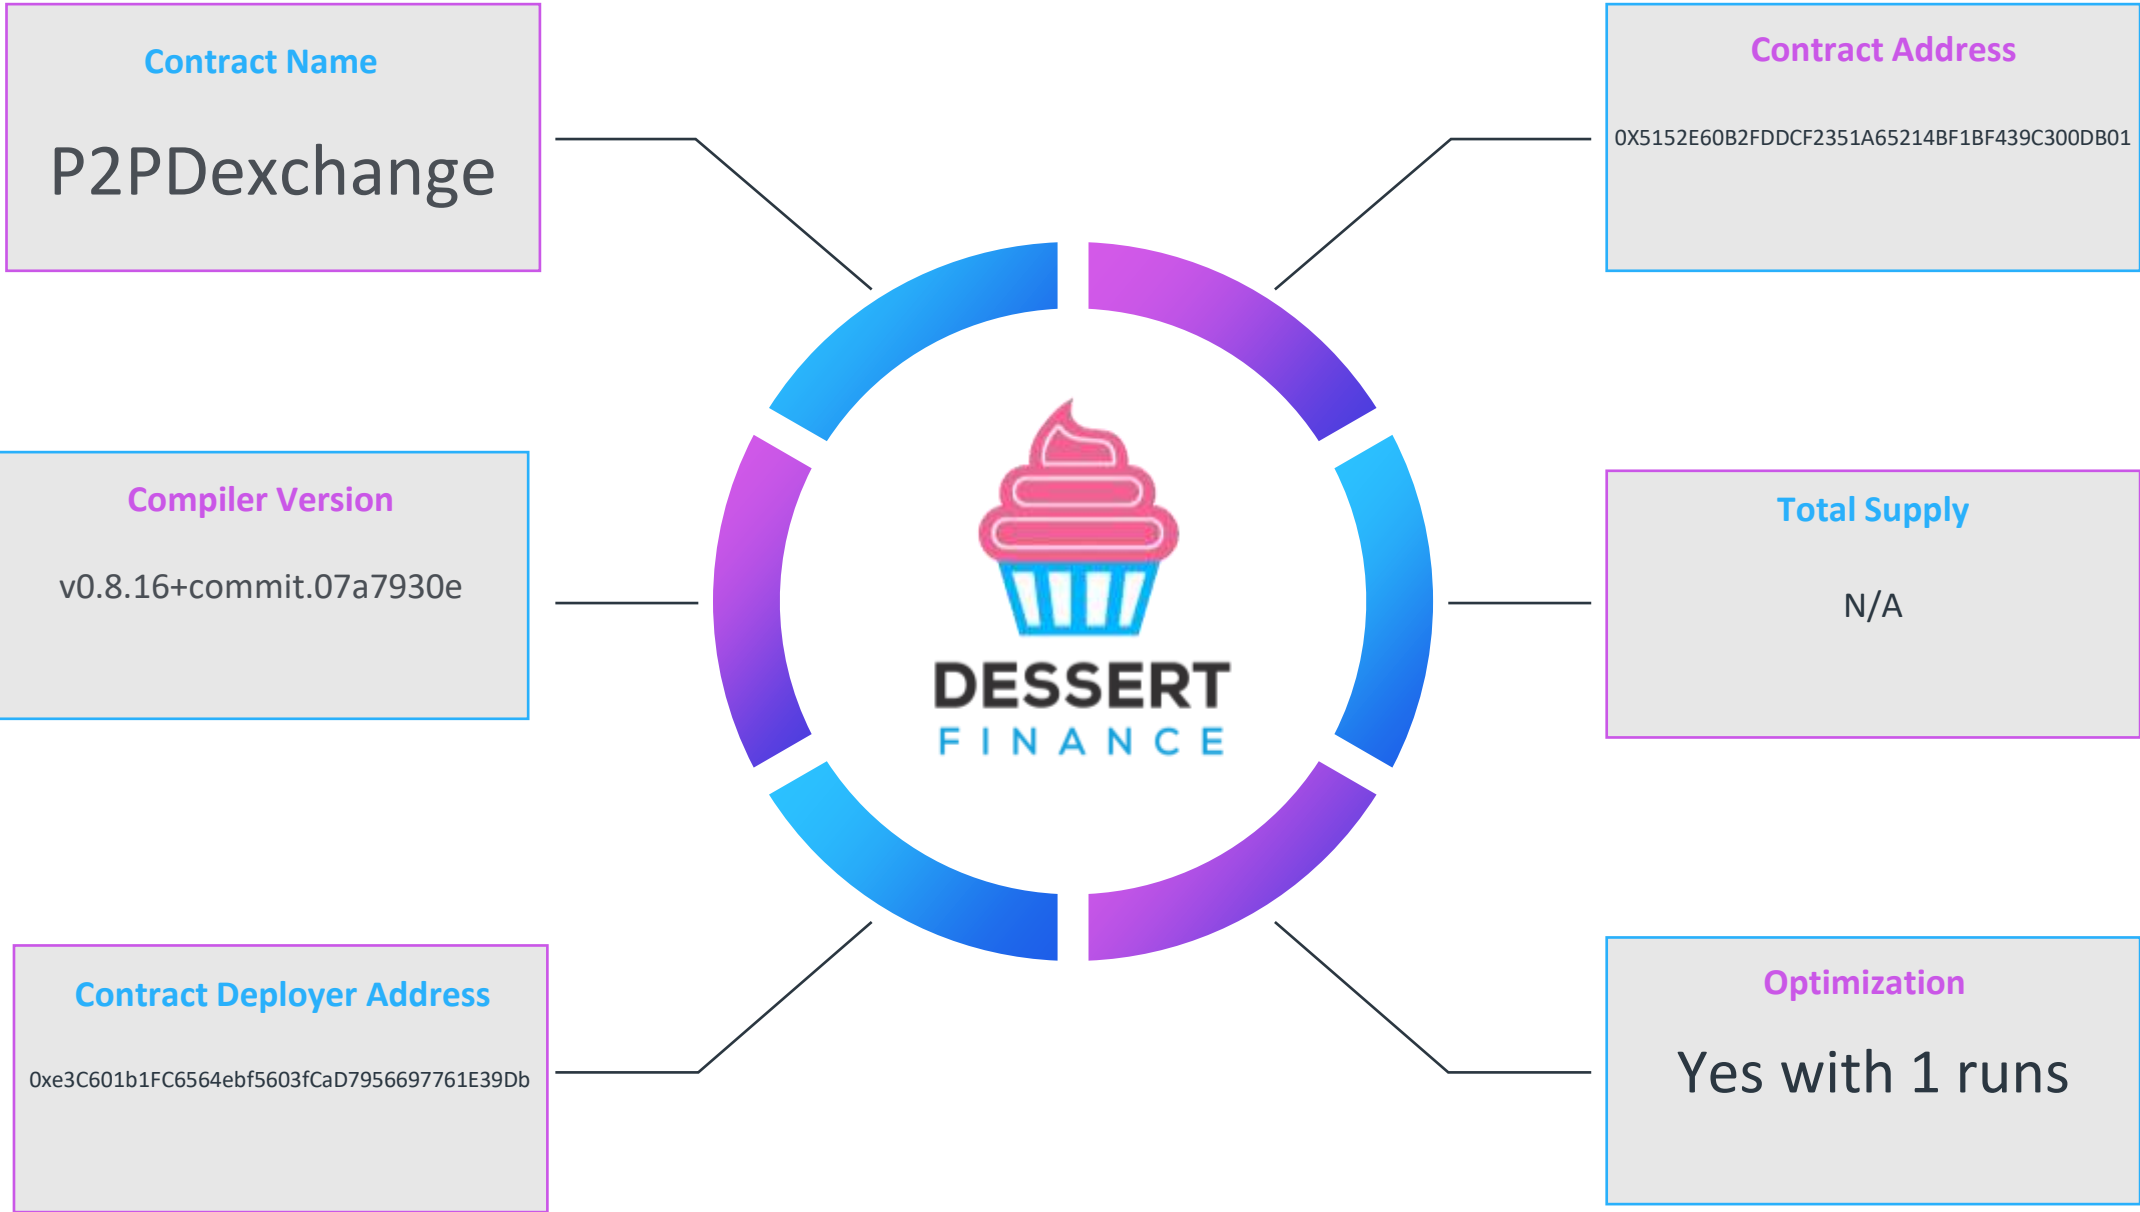 Contract Name
P2PDexchange
Contract Address
0X5152E60B2FDDCF2351A65214BF1BF439C300DB01
Compiler Version
v0.8.16+commit.07a7930e
Total Supply
N/A
DESSERT
FINANCE
Contract Deployer Address
0xe3C601b1FC6564ebf5603fCaD7956697761E39Db
Optimization
Yes with 1 runs